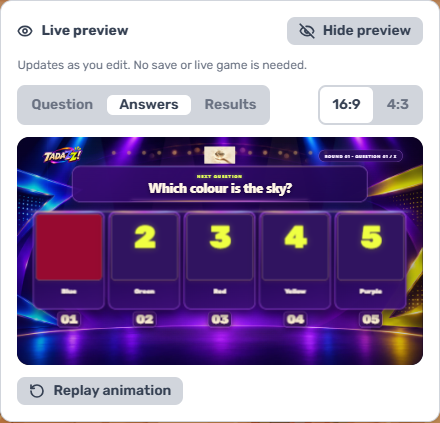 Live preview
Hide preview
Updates as you edit. No save or live game is needed.
Question
Answers
Results
16:9
4:3
TADAZ!
ROUND 01 - QUESTION 01 / 2
NEXT QUESTION
Which colour is the sky?
2
3
4
5
Blue
Green
Red
Yellow
Purple
01
02
03
04
05
Replay animation